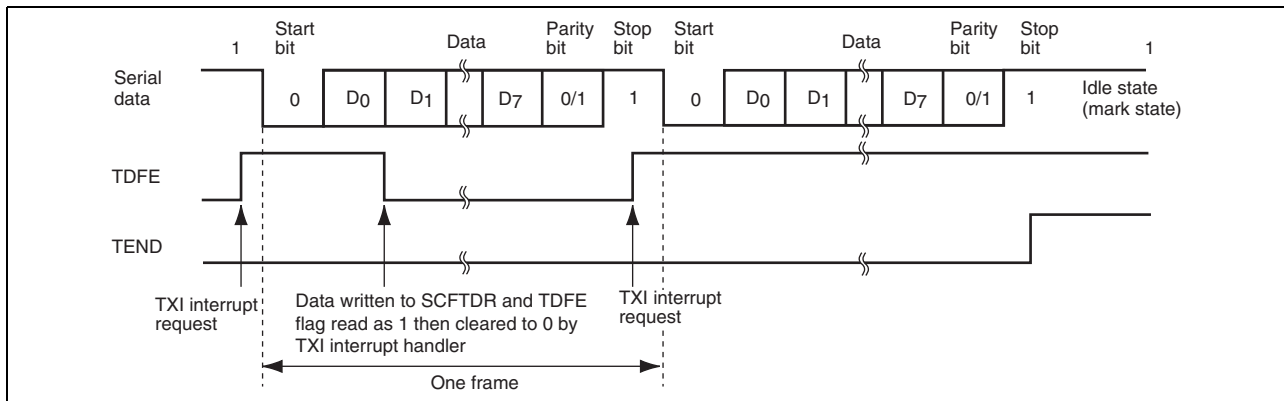 1
Start bit
Data
Parity bit
Stop bit
Start bit
Data
Parity bit
Stop bit
1
Serial data
0
D0
D1
D7
0/1
1
0
D0
D1
D7
0/1
1
Idle state
(mark state)
TDFE
TEND
TXI interrupt
request
Data written to SCFTDR and TDFE
flag read as 1 then cleared to 0 by
TXI interrupt handler
TXI interrupt
request
One frame